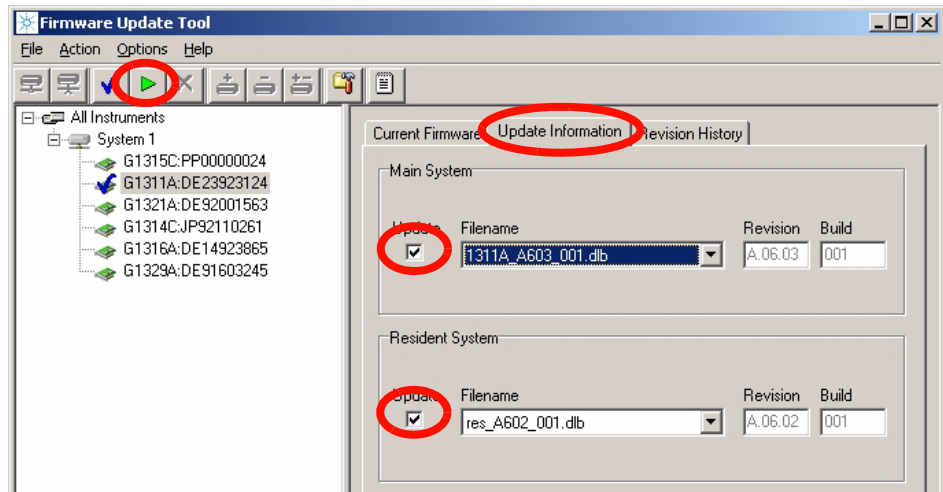 Firmware Update Tool
File Action Options Help
All Instruments
System 1
G1315C:PP00000024
G1311A:DE23923124
G1321A:DE92001563
G1314C:JP92110261
G1316A:DE14923865
G1329A:DE91603245
Current Firmware Update Information Revision History
Main System
Update Filename Revision Build
1311A_A603_001.dlb A.06.03 001
Resident System
Update Filename Revision Build
res_A602_001.dlb A.06.02 001